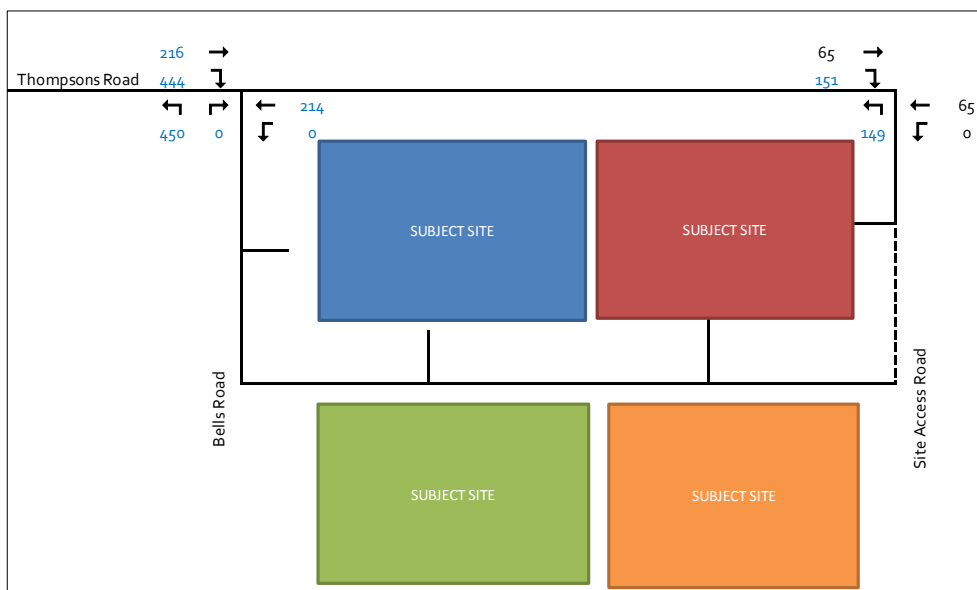 216
65
Thompsons Road
444
151
214
65
450
0
0
149
0
SUBJECT SITE
SUBJECT SITE
Bells Road
Site Access Road
SUBJECT SITE
SUBJECT SITE